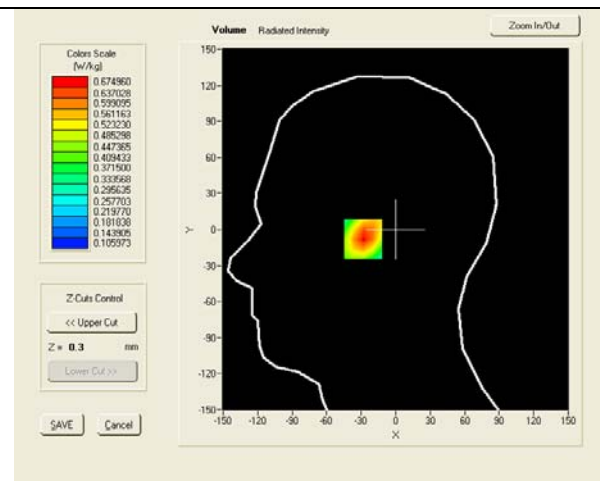 Volume Radiated Intensity
Zoom In/Out
Colors Scale
(W/kg)
0.674960
0.637028
0.599095
0.561163
0.523230
0.485298
0.447365
0.409433
0.371500
0.333568
0.295635
0.257703
0.219770
0.181838
0.143905
0.105973
Z-Cuts Control
<< Upper Cut
Z = 0.3 mm
Lower Cut >>
SAVE Cancel
150-
120-
90-
60-
30-
Y 0-
-30-
-60-
-90-
-120-
-150-
-150 -120 -90 -60 -30 0 30 60 90 120 150
X